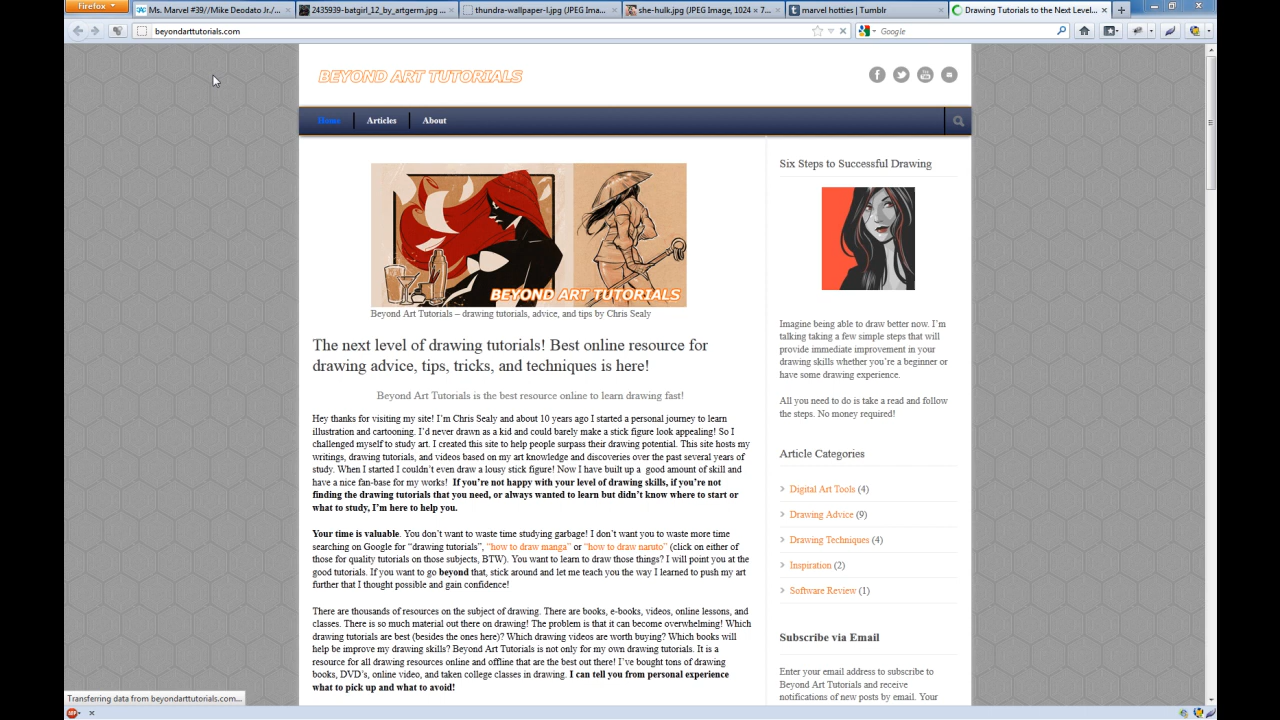 Firefox
Ms. Marvel #39//Mike Deodato Jr./...
2435939-batgirl_12_by_artgerm.jpg ...
thundra-wallpaper-l.jpg (JPEG Ima...
she-hulk.jpg (JPEG Image, 1024 × 7...
marvel hotties | Tumblr
Drawing Tutorials to the Next Level...
beyondarttutorials.com
Google
BEYOND ART TUTORIALS
Home
Articles
About
BEYOND ART TUTORIALS
Beyond Art Tutorials – drawing tutorials, advice, and tips by Chris Sealy
The next level of drawing tutorials! Best online resource for
drawing advice, tips, tricks, and techniques is here!
Beyond Art Tutorials is the best resource online to learn drawing fast!
Hey thanks for visiting my site! I’m Chris Sealy and about 10 years ago I started a personal journey to learn
illustration and cartooning. I’d never drawn as a kid and could barely make a stick figure look appealing! So I
challenged myself to study art. I created this site to help people surpass their drawing potential. This site hosts my
writings, drawing tutorials, and videos based on my art knowledge and discoveries over the past several years of
study. When I started I couldn’t even draw a lousy stick figure! Now I have built up a good amount of skill and
have a nice fan-base for my works! If you’re not happy with your level of drawing skills, if you’re not
finding the drawing tutorials that you need, or always wanted to learn but didn’t know where to start or
what to study, I’m here to help you.
Your time is valuable. You don’t want to waste time studying garbage! I don’t want you to waste more time
searching on Google for “drawing tutorials”, “how to draw manga” or “how to draw naruto” (click on either of
those for quality tutorials on those subjects, BTW). You want to learn to draw those things? I will point you at the
good tutorials. If you want to go beyond that, stick around and let me teach you the way I learned to push my art
further that I thought possible and gain confidence!
There are thousands of resources on the subject of drawing. There are books, e-books, videos, online lessons, and
classes. There is so much material out there on drawing! The problem is that it can become overwhelming! Which
drawing tutorials are best (besides the ones here)? Which drawing videos are worth buying? Which books will
help be improve my drawing skills? Beyond Art Tutorials is not only for my own drawing tutorials. It is a
resource for all drawing resources online and offline that are the best out there! I’ve bought tons of drawing
books, DVD’s, online video, and taken college classes in drawing. I can tell you from personal experience
what to pick up and what to avoid!
Six Steps to Successful Drawing
Imagine being able to draw better now. I’m
talking taking a few simple steps that will
provide immediate improvement in your
drawing skills whether you’re a beginner or
have some drawing experience.
All you need to do is take a read and follow
the steps. No money required!
Article Categories
Digital Art Tools (4)
Drawing Advice (9)
Drawing Techniques (4)
Inspiration (2)
Software Review (1)
Subscribe via Email
Enter your email address to subscribe to
Beyond Art Tutorials and receive
notifications of new posts by email. Your
Transferring data from beyondarttutorials.com...